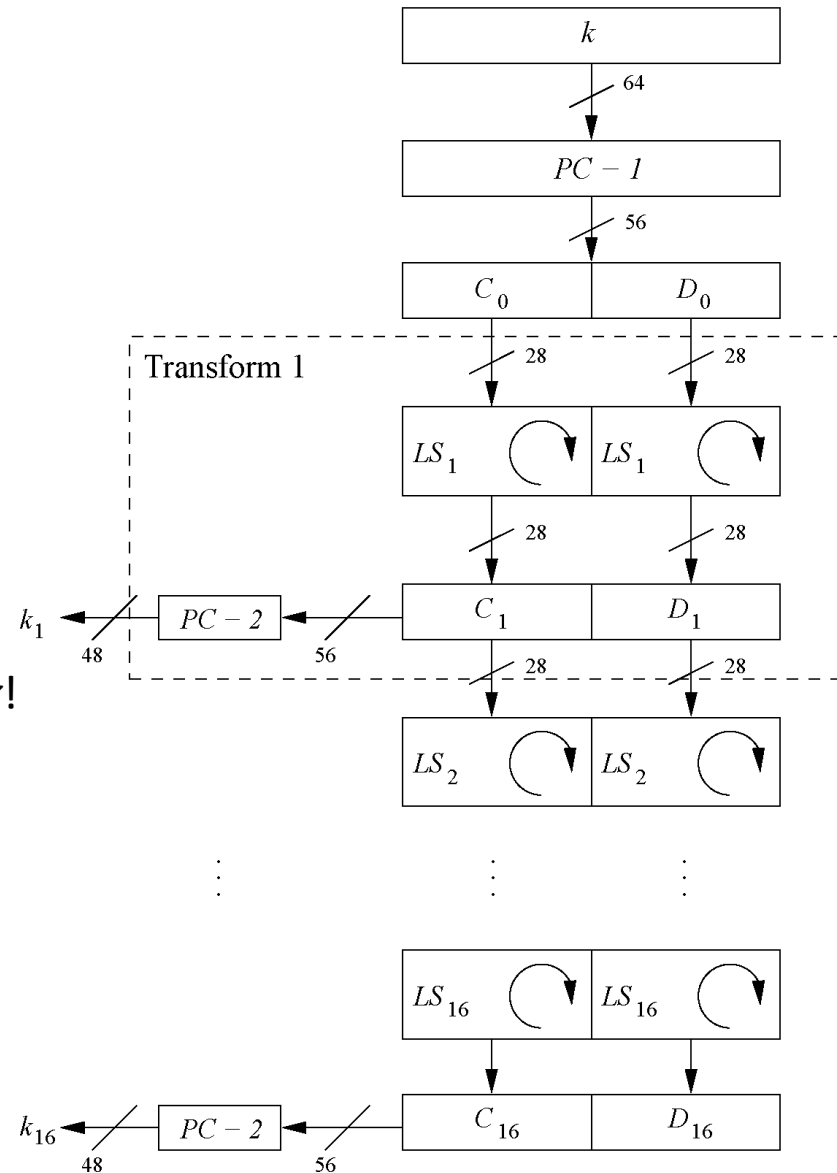 k
64
PC − 1
56
C0 D0
28 28
Transform 1
LS1 LS1
28 28
k1 PC − 2 C1 D1
48 56
28 28
!
LS2 LS2
⋮ ⋮ ⋮
LS16 LS16
k16 PC − 2 C16 D16
48 56